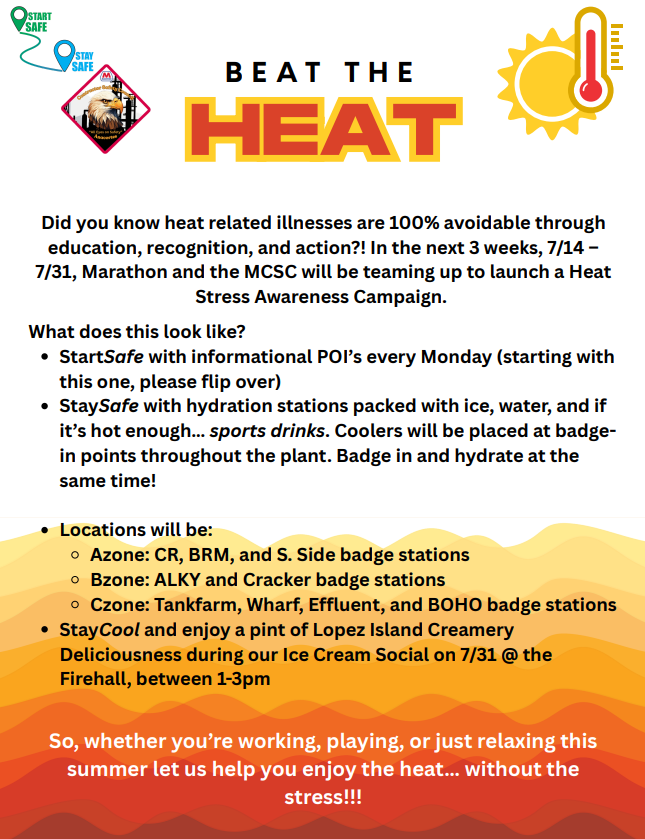 START
SAFE
STAY
SAFE
BEAT THE
HEAT
Did you know heat related illnesses are 100% avoidable through
education, recognition, and action?! In the next 3 weeks, 7/14 –
7/31, Marathon and the MCSC will be teaming up to launch a Heat
Stress Awareness Campaign.
What does this look like?
• StartSafe with informational POI’s every Monday (starting with
this one, please flip over)
• StaySafe with hydration stations packed with ice, water, and if
it’s hot enough... sports drinks. Coolers will be placed at badge-
in points throughout the plant. Badge in and hydrate at the
same time!
• Locations will be:
○ Azone: CR, BRM, and S. Side badge stations
○ Bzone: ALKY and Cracker badge stations
○ Czone: Tankfarm, Wharf, Effluent, and BOHO badge stations
• StayCool and enjoy a pint of Lopez Island Creamery
Deliciousness during our Ice Cream Social on 7/31 @ the
Firehall, between 1-3pm
So, whether you’re working, playing, or just relaxing this
summer let us help you enjoy the heat... without the
stress!!!